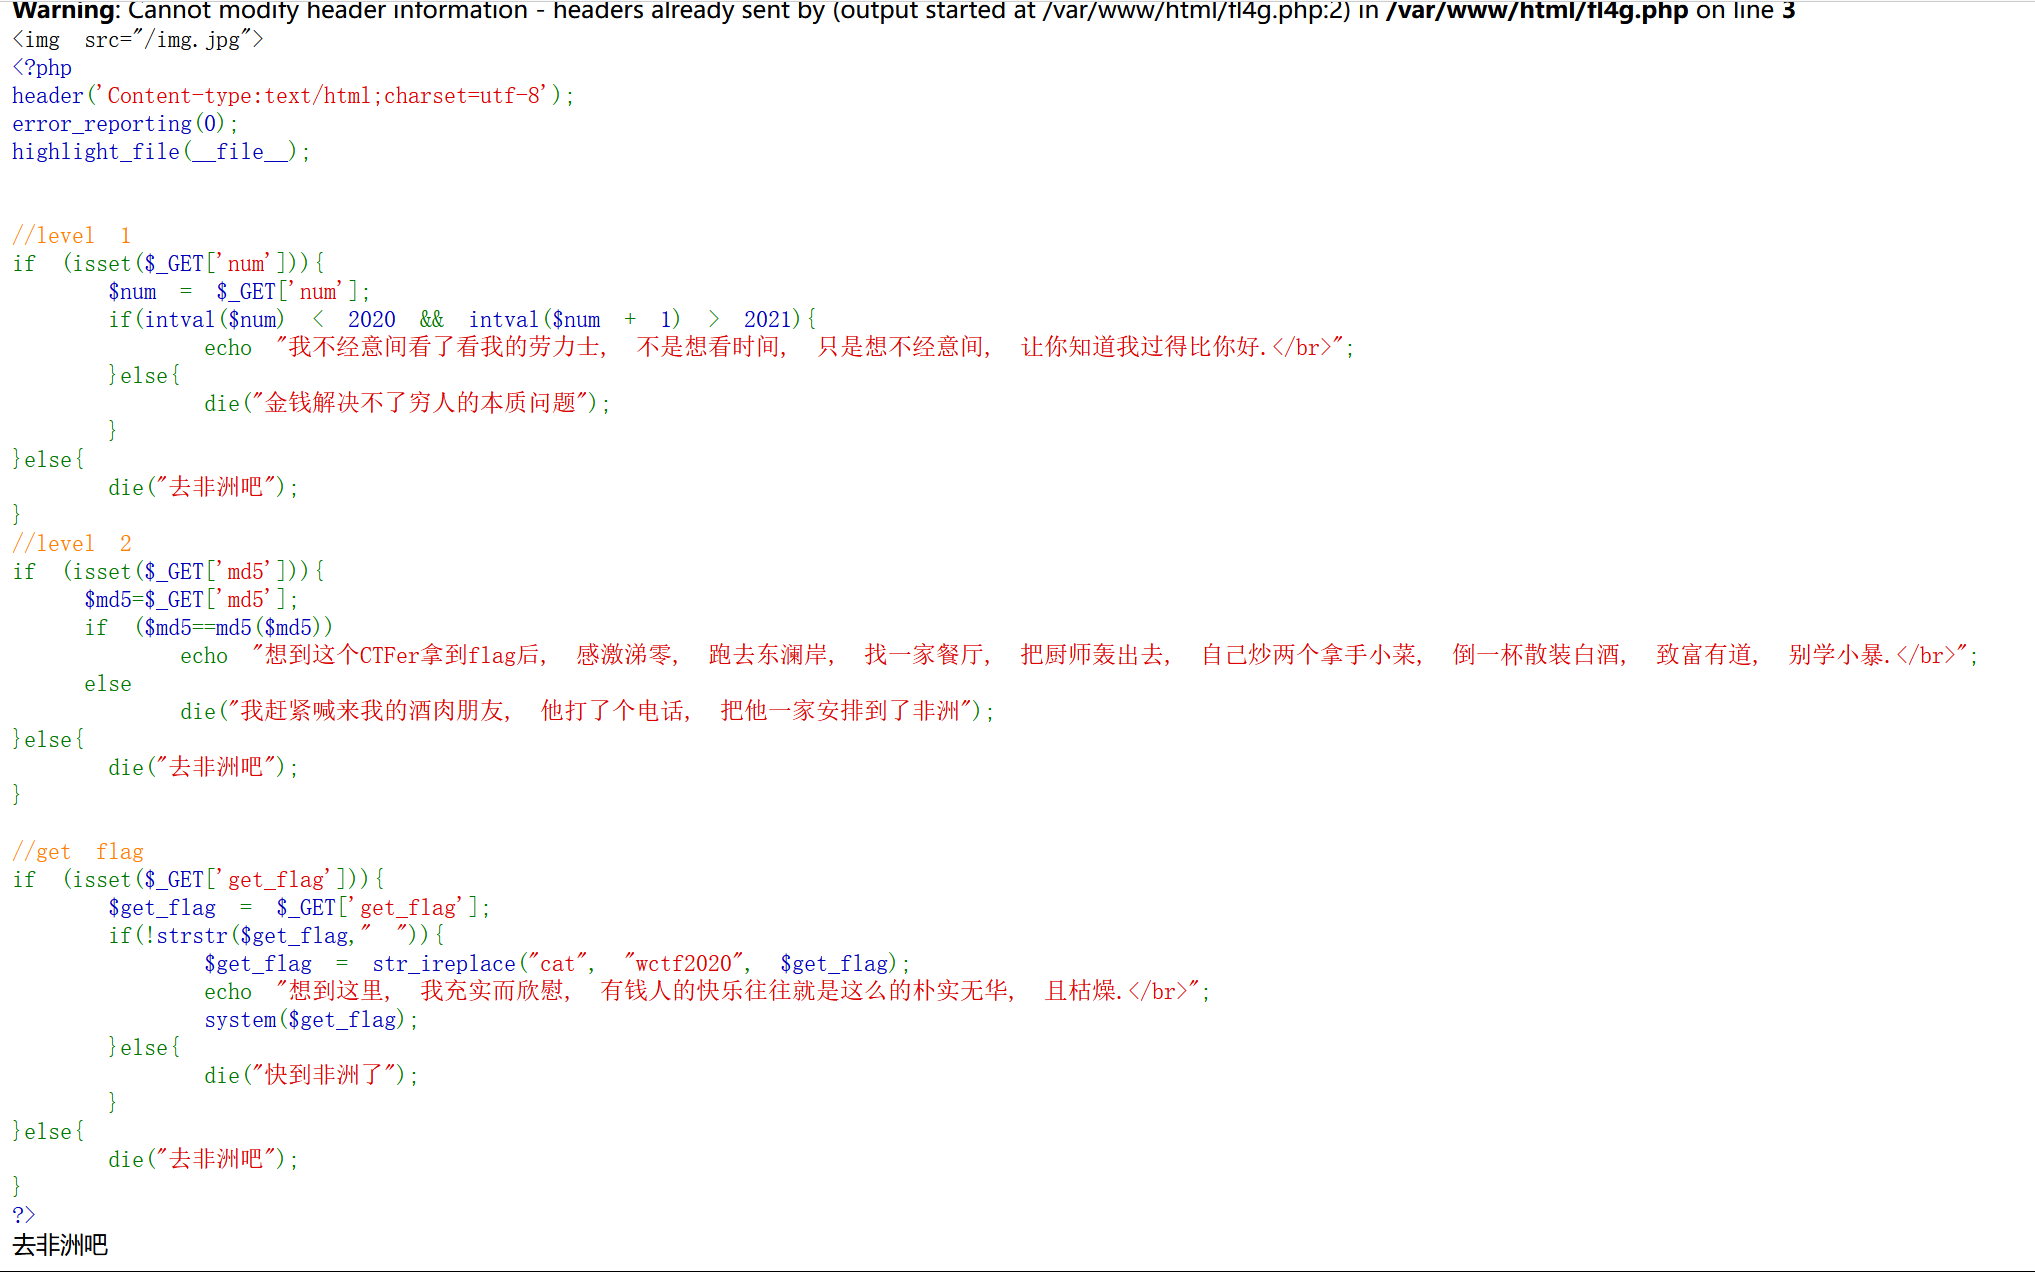 Warning: Cannot modify header information - headers already sent by (output started at /var/www/html/fl4g.php:2) in /var/www/html/fl4g.php on line 3
<img src="/img.jpg">
<?php
header('Content-type:text/html;charset=utf-8');
error_reporting(0);
highlight_file(__file__);
//level 1
if (isset($_GET['num'])){
$num = $_GET['num'];
if(intval($num) < 2020 && intval($num + 1) > 2021){
echo "我不经意间看了看我的劳力士, 不是想看时间, 只是想不经意间, 让你知道我过得比你好.</br>";
}else{
die("金钱解决不了穷人的本质问题");
}
}else{
die("去非洲吧");
}
//level 2
if (isset($_GET['md5'])){
$md5=$_GET['md5'];
if ($md5==md5($md5))
echo "想到这个CTFer拿到flag后, 感激涕零, 跑去东澜岸, 找一家餐厅, 把厨师轰出去, 自己炒两个拿手小菜, 倒一杯散装白酒, 致富有道, 别学小暴.</br>";
else
die("我赶紧喊来我的酒肉朋友, 他打了个电话, 把他一家安排到了非洲");
}else{
die("去非洲吧");
}
//get flag
if (isset($_GET['get_flag'])){
$get_flag = $_GET['get_flag'];
if(!strstr($get_flag," ")){
$get_flag = str_ireplace("cat", "wctf2020", $get_flag);
echo "想到这里, 我充实而欣慰, 有钱人的快乐往往就是这么的朴实无华, 且枯燥.</br>";
system($get_flag);
}else{
die("快到非洲了");
}
}else{
die("去非洲吧");
}
?>
去非洲吧